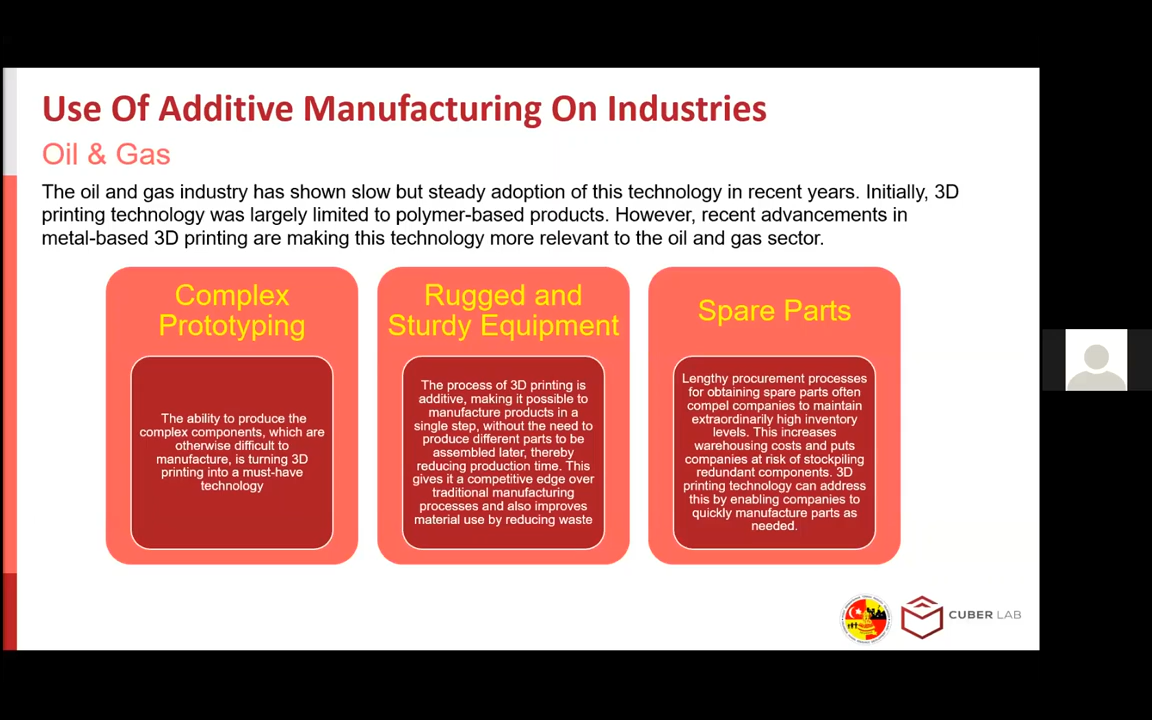 Use Of Additive Manufacturing On Industries
Oil & Gas
The oil and gas industry has shown slow but steady adoption of this technology in recent years. Initially, 3D
printing technology was largely limited to polymer-based products. However, recent advancements in
metal-based 3D printing are making this technology more relevant to the oil and gas sector.
Complex
Prototyping
The ability to produce the
complex components, which are
otherwise difficult to
manufacture, is turning 3D
printing into a must-have
technology
Rugged and
Sturdy Equipment
The process of 3D printing is
additive, making it possible to
manufacture products in a
single step, without the need to
produce different parts to be
assembled later, thereby
reducing production time. This
gives it a competitive edge over
traditional manufacturing
processes and also improves
material use by reducing waste
Spare Parts
Lengthy procurement processes
for obtaining spare parts often
compel companies to maintain
extraordinarily high inventory
levels. This increases
warehousing costs and puts
companies at risk of stockpiling
redundant components. 3D
printing technology can address
this by enabling companies to
quickly manufacture parts as
needed.
CUBER LAB